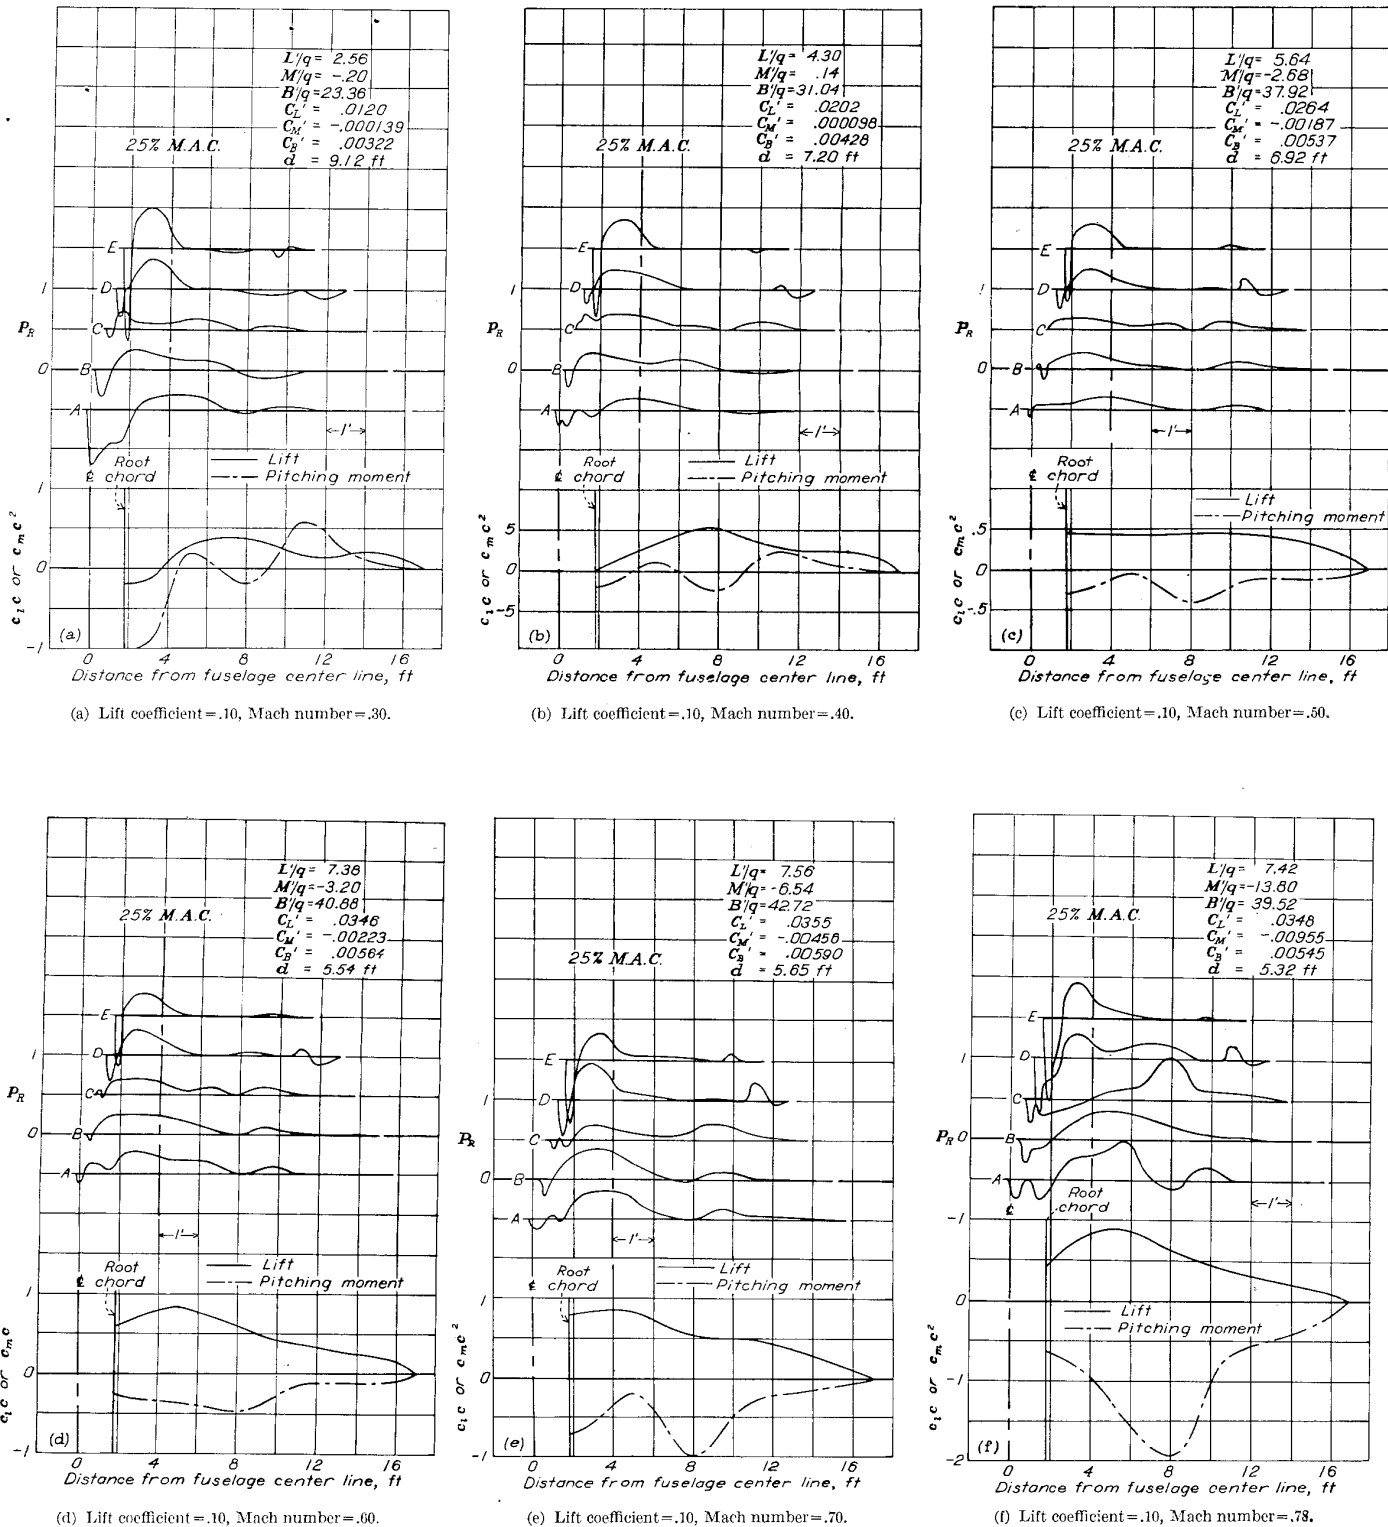 L'/q = 2.56
M'/q = -.20
B'/q = 23.36
C_L' = .0120
C_M' = -.000139
C_B' = .00322
d = 9.12 ft
25% M.A.C.
E
1
D
P_R
C
0
B
A
1'
Root chord
℄
Lift
Pitching moment
1
c_l c or c_m c²
0
-1
(a)
0 4 8 12 16
Distance from fuselage center line, ft
(a) Lift coefficient=.10, Mach number=.30.
L'/q = 4.30
M'/q = .14
B'/q = 31.04
C_L' = .0202
C_M' = .000098
C_B' = .00428
d = 7.20 ft
25% M.A.C.
E
1
D
P_R
C
0
B
A
1'
Root chord
℄
Lift
Pitching moment
c_l c or c_m c²
5
0
-5
(b)
0 4 8 12 16
Distance from fuselage center line, ft
(b) Lift coefficient=.10, Mach number=.40.
L'/q = 5.64
M'/q = -2.68
B'/q = 37.92
C_L' = .0264
C_M' = -.00187
C_B' = .00537
d = 6.92 ft
25% M.A.C.
E
1
D
P_R
C
0
B
A
1'
Root chord
℄
Lift
Pitching moment
c_l c or c_m c²
.5
0
-.5
(c)
0 4 8 12 16
Distance from fuselage center line, ft
(c) Lift coefficient=.10, Mach number=.50.
L'/q = 7.38
M'/q = -3.20
B'/q = 40.88
C_L' = .0346
C_M' = -.00223
C_B' = .00564
d = 5.54 ft
25% M.A.C.
E
1
D
P_R
C
0
B
A
1'
Root chord
℄
Lift
Pitching moment
1
c_l c or c_m c
0
-1
(d)
0 4 8 12 16
Distance from fuselage center line, ft
(d) Lift coefficient=.10, Mach number=.60.
L'/q = 7.56
M'/q = -6.54
B'/q = 42.72
C_L' = .0355
C_M' = -.00456
C_B' = .00590
d = 5.65 ft
25% M.A.C.
E
1
D
P_R
C
0
B
A
1'
Root chord
℄
Lift
Pitching moment
1
c_l c or c_m c²
0
-1
(e)
0 4 8 12 16
Distance from fuselage center line, ft
(e) Lift coefficient=.10, Mach number=.70.
L'/q = 7.42
M'/q = -13.80
B'/q = 39.52
C_L' = .0348
C_M' = -.00955
C_B' = .00545
d = 5.32 ft
25% M.A.C.
E
1
D
C
P_R 0
B
A
1'
Root chord
℄
-1
0
Lift
Pitching moment
c_l c or c_m c²
-1
-2
(f)
0 4 8 12 16
Distance from fuselage center line, ft
(f) Lift coefficient=.10, Mach number=.78.